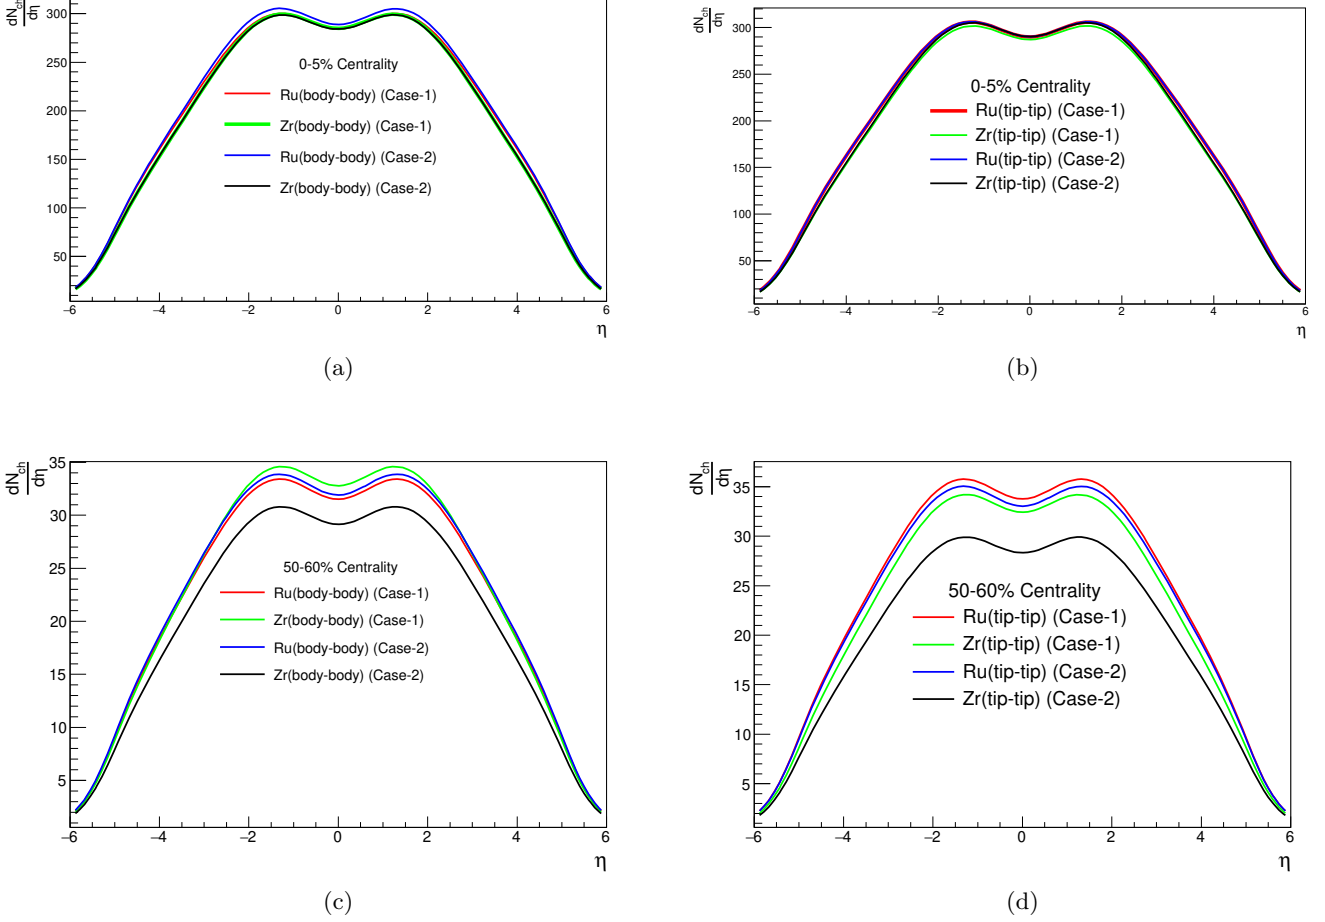 dN_ch
dη
300
250
200
150
100
50
0-5% Centrality
Ru(body-body) (Case-1)
Zr(body-body) (Case-1)
Ru(body-body) (Case-2)
Zr(body-body) (Case-2)
−6 −4 −2 0 2 4 6
η
(a)
dN_ch
dη
300
250
200
150
100
50
0-5% Centrality
Ru(tip-tip) (Case-1)
Zr(tip-tip) (Case-1)
Ru(tip-tip) (Case-2)
Zr(tip-tip) (Case-2)
−6 −4 −2 0 2 4 6
η
(b)
dN_ch
dη
35
30
25
20
15
10
5
50-60% Centrality
Ru(body-body) (Case-1)
Zr(body-body) (Case-1)
Ru(body-body) (Case-2)
Zr(body-body) (Case-2)
−6 −4 −2 0 2 4 6
η
(c)
dN_ch
dη
35
30
25
20
15
10
5
50-60% Centrality
Ru(tip-tip) (Case-1)
Zr(tip-tip) (Case-1)
Ru(tip-tip) (Case-2)
Zr(tip-tip) (Case-2)
−6 −4 −2 0 2 4 6
η
(d)